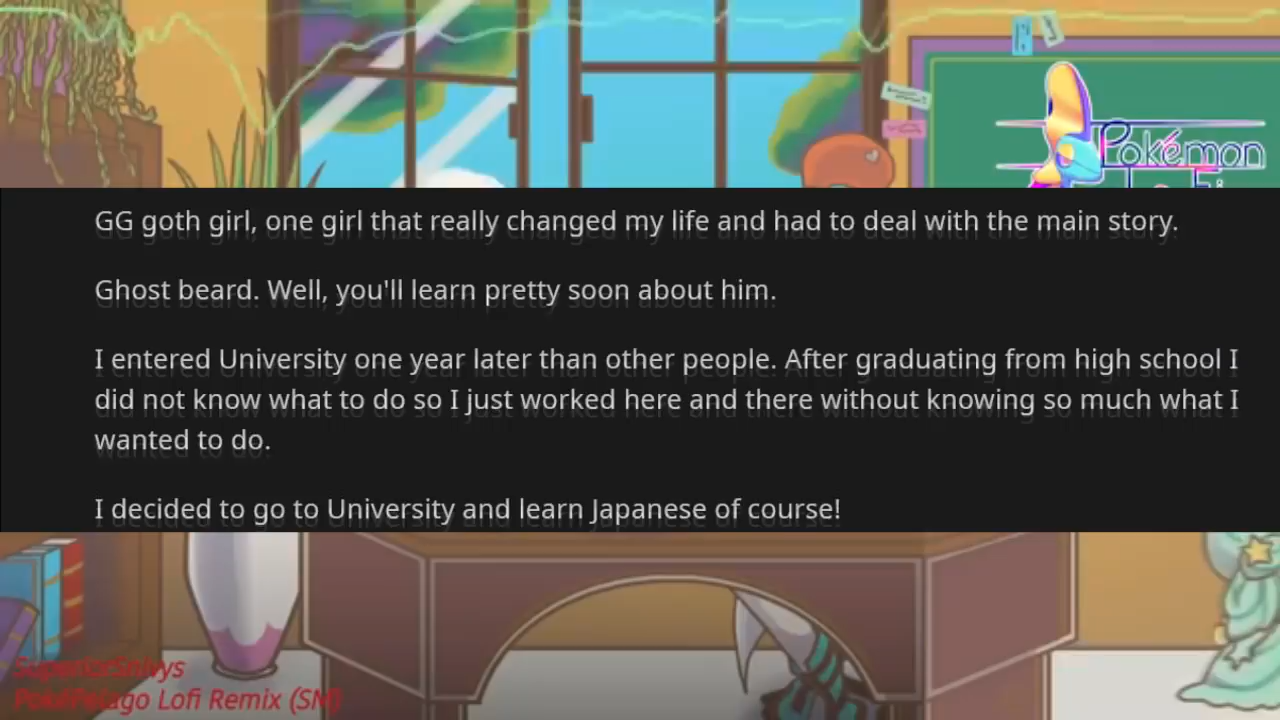 Pokémon
GG goth girl, one girl that really changed my life and had to deal with the main story.
Ghost beard. Well, you'll learn pretty soon about him.
I entered University one year later than other people. After graduating from high school I
did not know what to do so I just worked here and there without knowing so much what I
wanted to do.
I decided to go to University and learn Japanese of course!
SuperiorSnivys
PokéPelago Lofi Remix (SM)